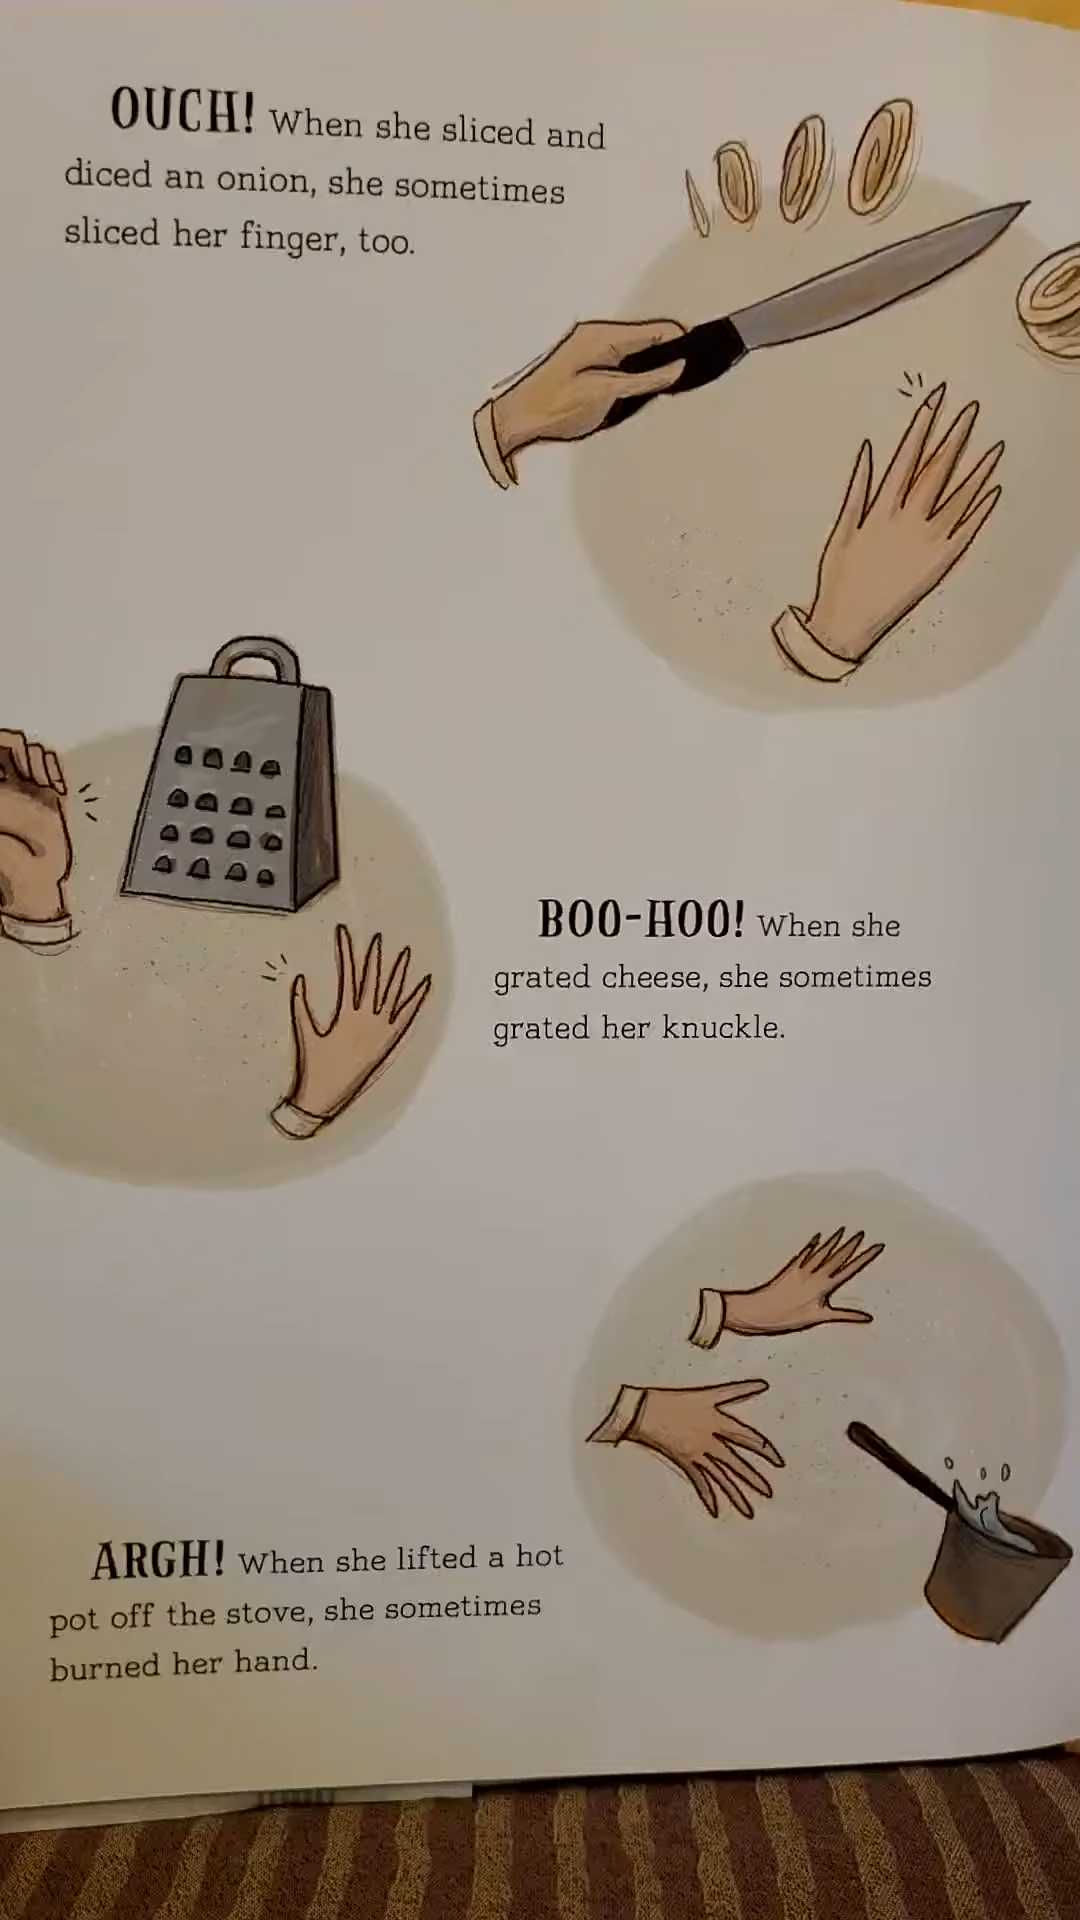 OUCH! When she sliced and
diced an onion, she sometimes
sliced her finger, too.
BOO-HOO! When she
grated cheese, she sometimes
grated her knuckle.
ARGH! When she lifted a hot
pot off the stove, she sometimes
burned her hand.